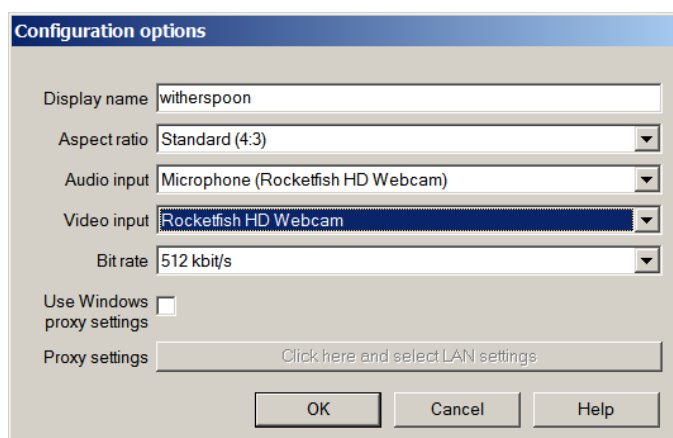 Configuration options
Display name witherspoon
Aspect ratio Standard (4:3)
Audio input Microphone (Rocketfish HD Webcam)
Video input Rocketfish HD Webcam
Bit rate 512 kbit/s
Use Windows
proxy settings
Proxy settings Click here and select LAN settings
OK Cancel Help